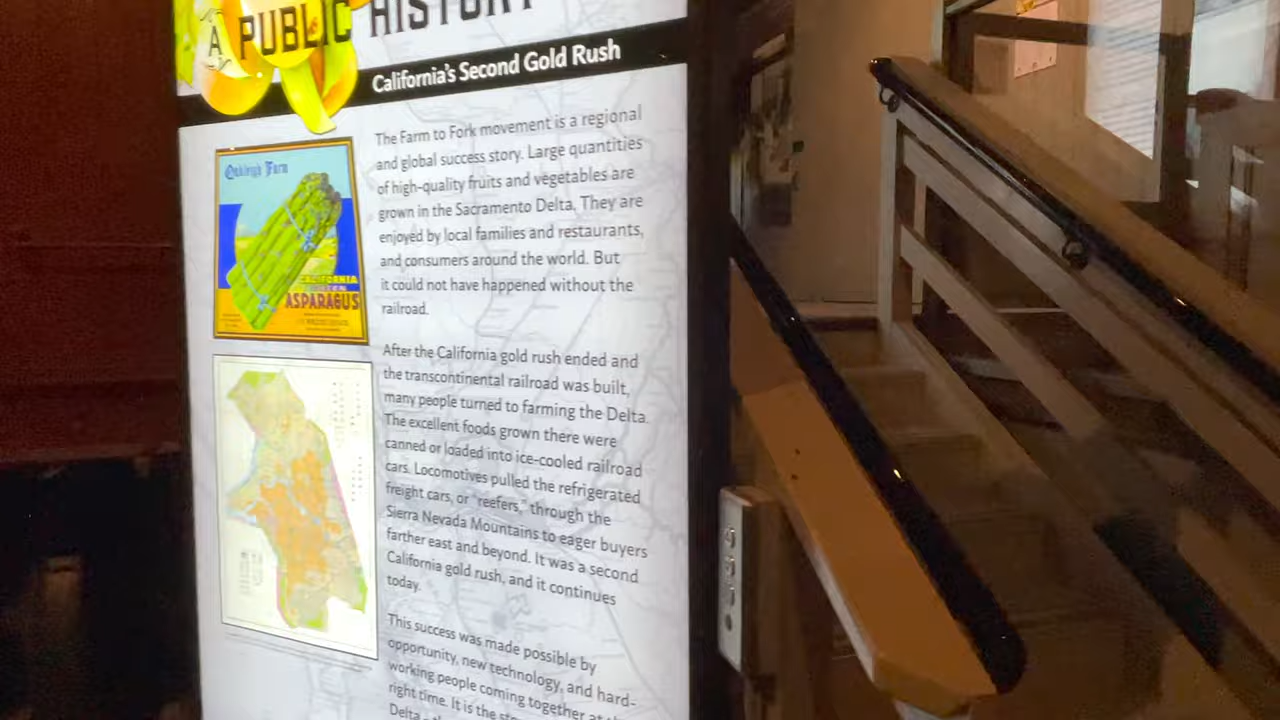 A PUBLIC HISTORY
California's Second Gold Rush
The Farm to Fork movement is a regional
and global success story. Large quantities
of high-quality fruits and vegetables are
grown in the Sacramento Delta. They are
enjoyed by local families and restaurants,
and consumers around the world. But
it could not have happened without the
railroad.
Oakleigh Farm
CALIFORNIA
GREEN
ASPARAGUS
After the California gold rush ended and
the transcontinental railroad was built,
many people turned to farming the Delta.
The excellent foods grown there were
canned or loaded into ice-cooled railroad
cars. Locomotives pulled the refrigerated
freight cars, or "reefers," through the
Sierra Nevada Mountains to eager buyers
farther east and beyond. It was a second
California gold rush, and it continues
today.
This success was made possible by
opportunity, new technology, and hard-
working people coming together at
right time. It is the
Delta